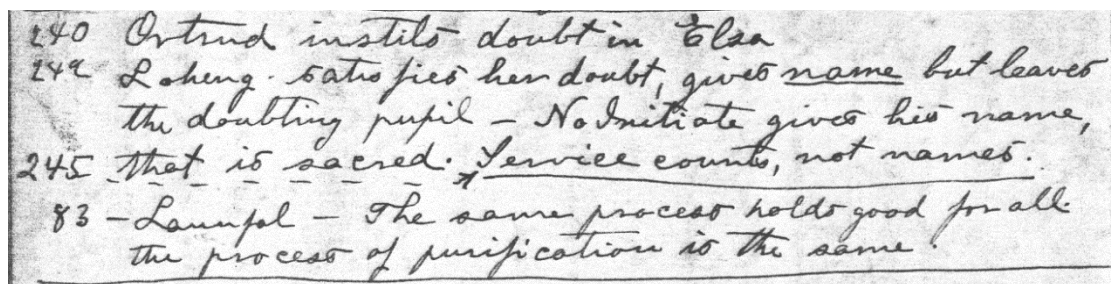 240 Ortrud instils doubt in Elsa
242 Loheng. satisfies her doubt, gives name but leaves
the doubting pupil – No Initiate gives his name,
245 that is sacred. Service counts, not names.
83 – Launfal – The same process holds good for all.
the process of purification is the same.